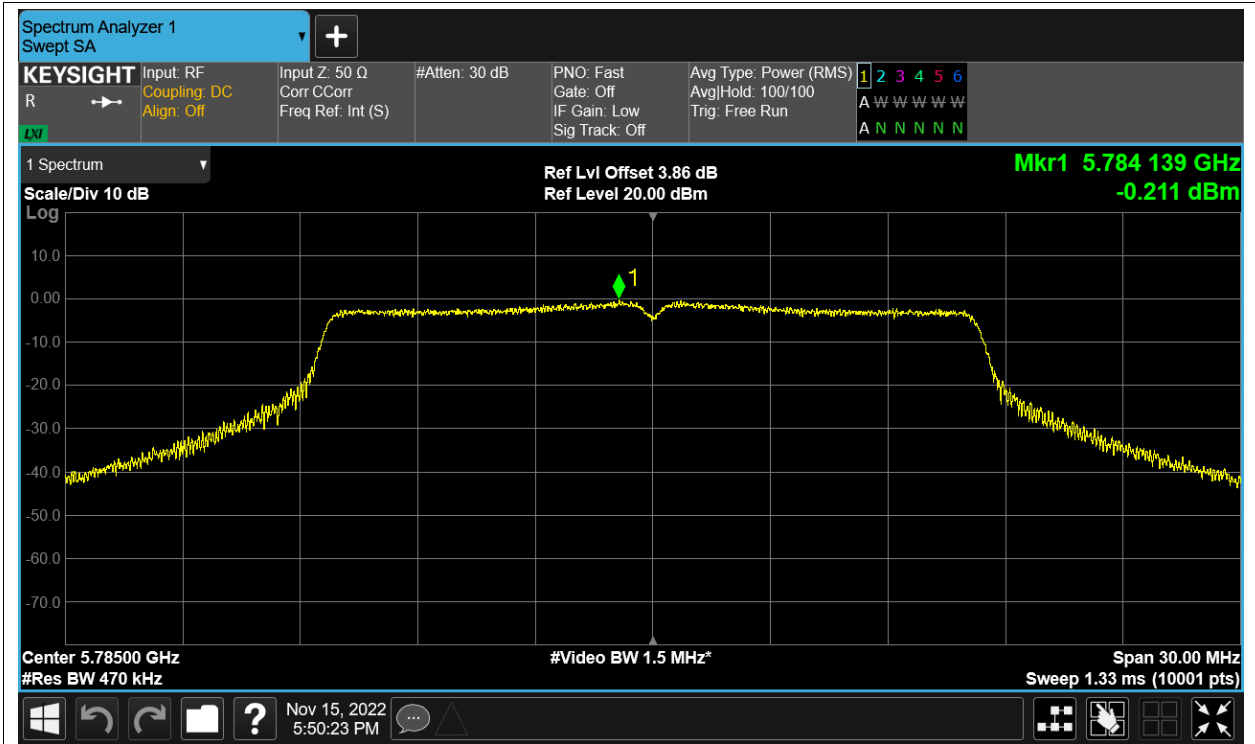 Spectrum Analyzer 1
Swept SA
KEYSIGHT
R
LXI
Input: RF
Coupling: DC
Align: Off
Input Z: 50 Ω
Corr CCorr
Freq Ref: Int (S)
#Atten: 30 dB
PNO: Fast
Gate: Off
IF Gain: Low
Sig Track: Off
Avg Type: Power (RMS)
Avg|Hold: 100/100
Trig: Free Run
1 2 3 4 5 6
A W W W W W
A N N N N N
1 Spectrum
Scale/Div 10 dB
Log
Ref Lvl Offset 3.86 dB
Ref Level 20.00 dBm
Mkr1 5.784 139 GHz
-0.211 dBm
1
10.0
0.00
-10.0
-20.0
-30.0
-40.0
-50.0
-60.0
-70.0
Center 5.78500 GHz
#Res BW 470 kHz
#Video BW 1.5 MHz*
Span 30.00 MHz
Sweep 1.33 ms (10001 pts)
?
Nov 15, 2022
5:50:23 PM